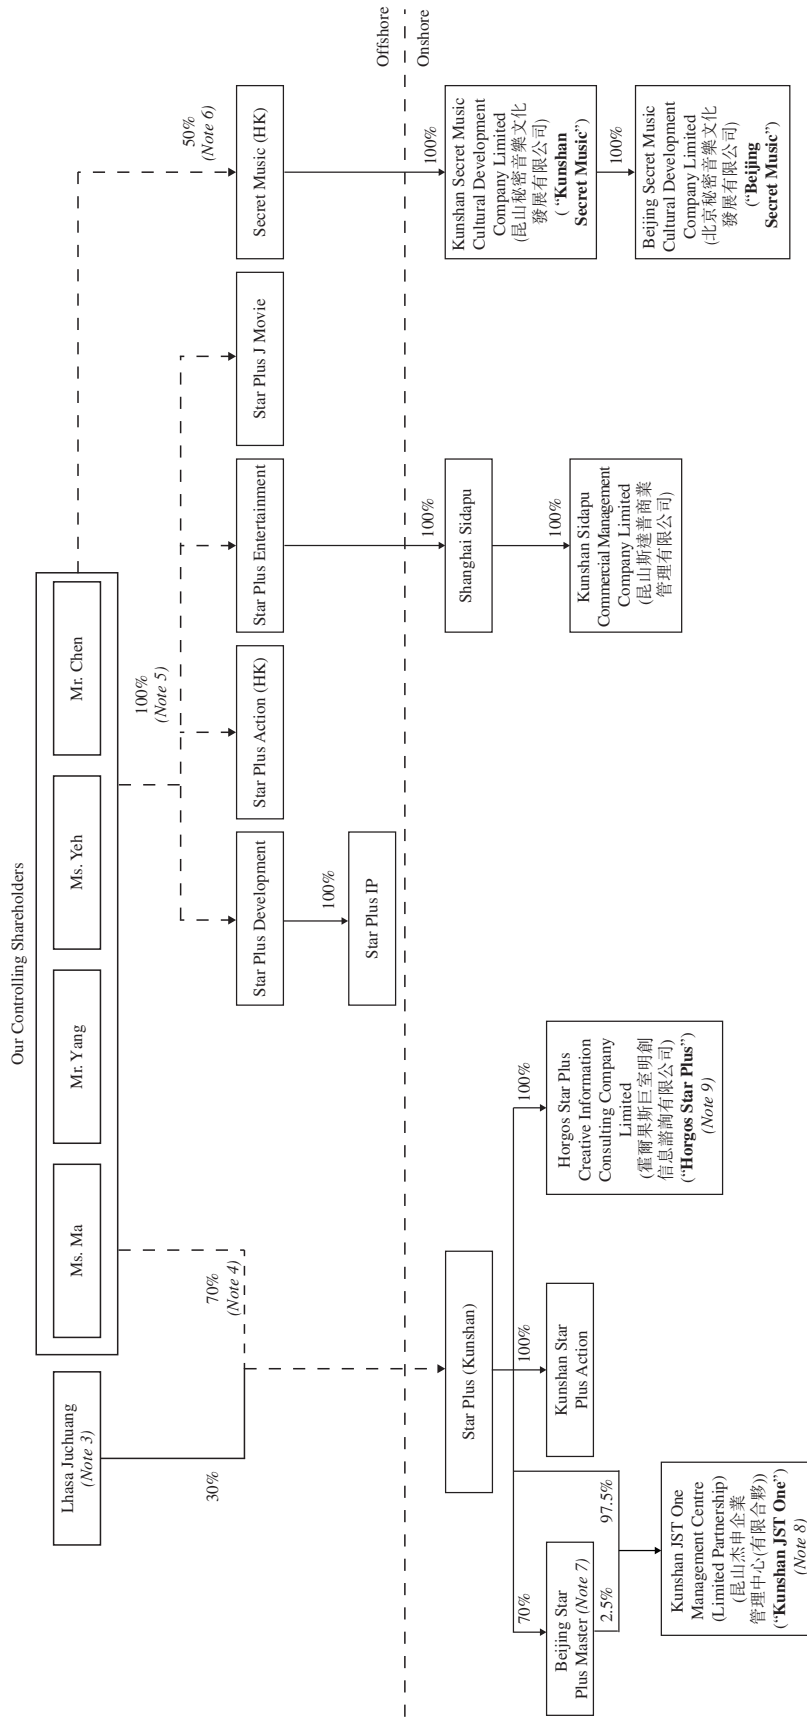 Our Controlling Shareholders
Lhasa Juchuang
(Note 3)
Ms. Ma
Mr. Yang
Ms. Yeh
Mr. Chen
30%
70%
(Note 4)
100%
(Note 5)
50%
(Note 6)
Star Plus Development
Star Plus Action (HK)
Star Plus Entertainment
Star Plus J Movie
Secret Music (HK)
100%
Star Plus IP
Offshore
Onshore
100%
100%
Star Plus (Kunshan)
Shanghai Sidapu
Kunshan Secret Music
Cultural Development
Company Limited
(昆山秘密音樂文化
發展有限公司)
( “Kunshan
Secret Music”)
70%
97.5%
100%
100%
100%
100%
Beijing Star
Plus Master (Note 7)
Kunshan Star
Plus Action
Horgos Star Plus
Creative Information
Consulting Company
Limited
(霍爾果斯巨室明創
信息諮詢有限公司)
(“Horgos Star Plus”)
(Note 9)
Kunshan Sidapu
Commercial Management
Company Limited
(昆山斯達普商業
管理有限公司)
Beijing Secret Music
Cultural Development
Company Limited
(北京秘密音樂文化
發展有限公司)
(“Beijing
Secret Music”)
2.5%
Kunshan JST One
Management Centre
(Limited Partnership)
(昆山杰申企業
管理中心(有限合夥))
(“Kunshan JST One”)
(Note 8)